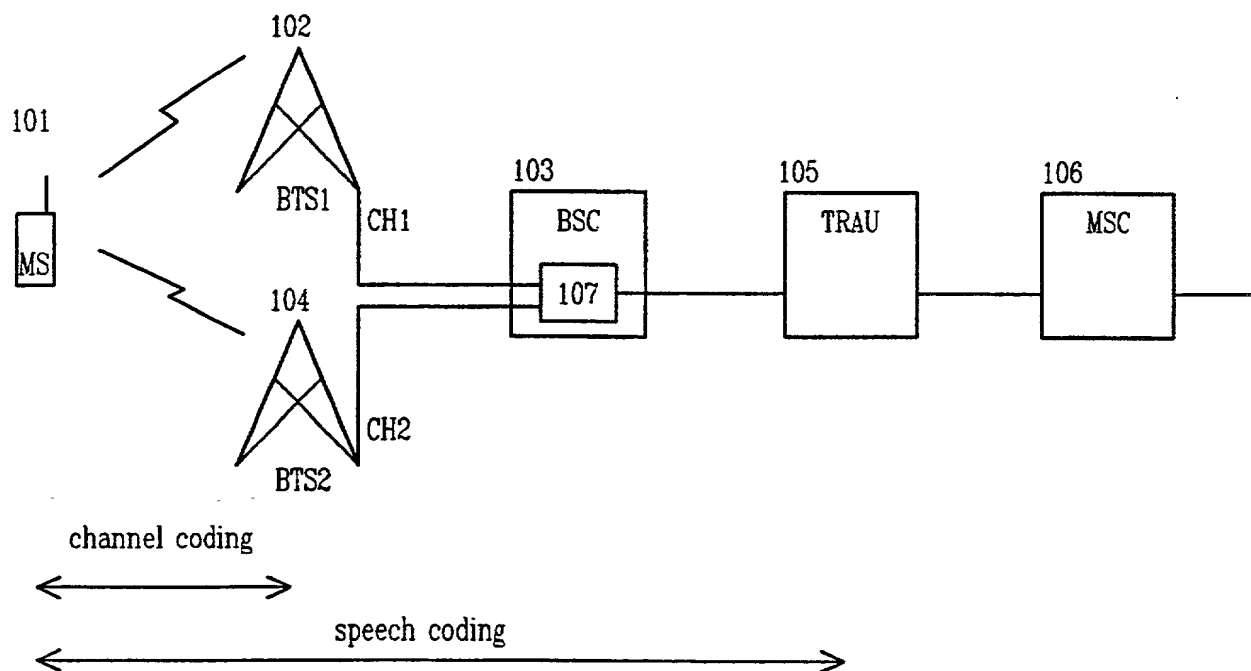 102
101
103
105
106
BTS1
CH1
BSC
TRAU
MSC
MS
104
107
CH2
BTS2
channel coding
speech coding